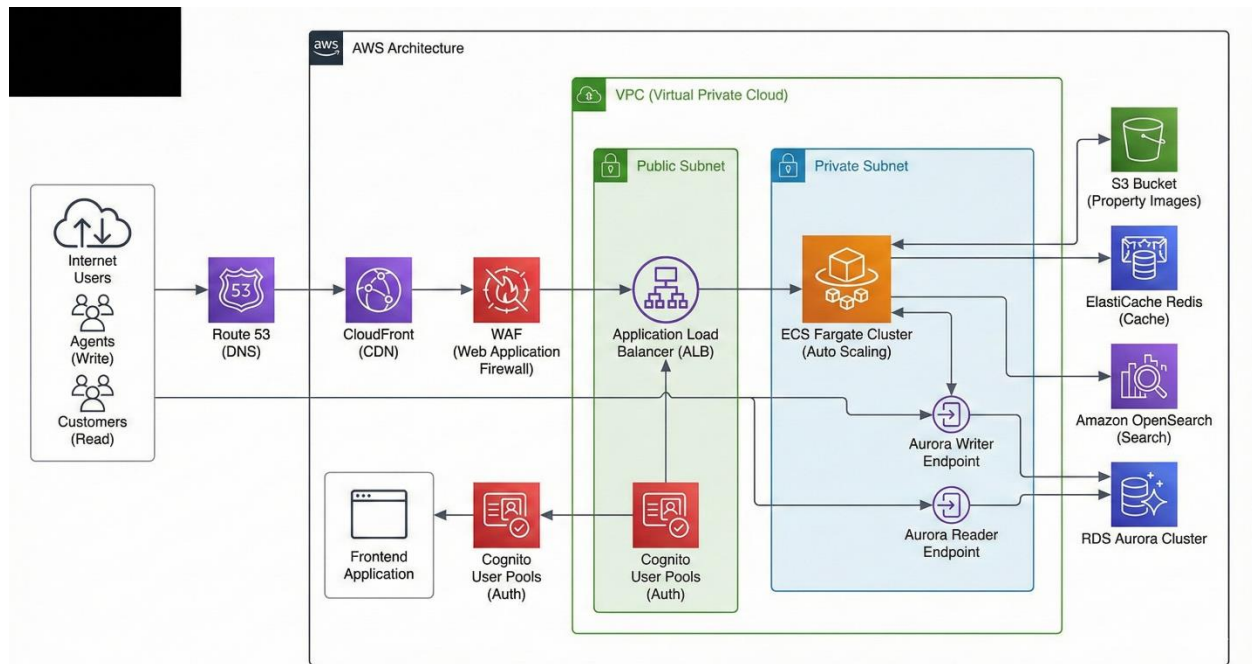 aws
AWS Architecture
VPC (Virtual Private Cloud)
Public Subnet
Private Subnet
S3 Bucket
(Property Images)
Internet
Users
Agents
(Write)
Customers
(Read)
53
Route 53
(DNS)
CloudFront
(CDN)
WAF
(Web Application
Firewall)
Application Load
Balancer (ALB)
ECS Fargate Cluster
(Auto Scaling)
ElastiCache Redis
(Cache)
Amazon OpenSearch
(Search)
Aurora Writer
Endpoint
Aurora Reader
Endpoint
RDS Aurora Cluster
Frontend
Application
Cognito
User Pools
(Auth)
Cognito
User Pools
(Auth)